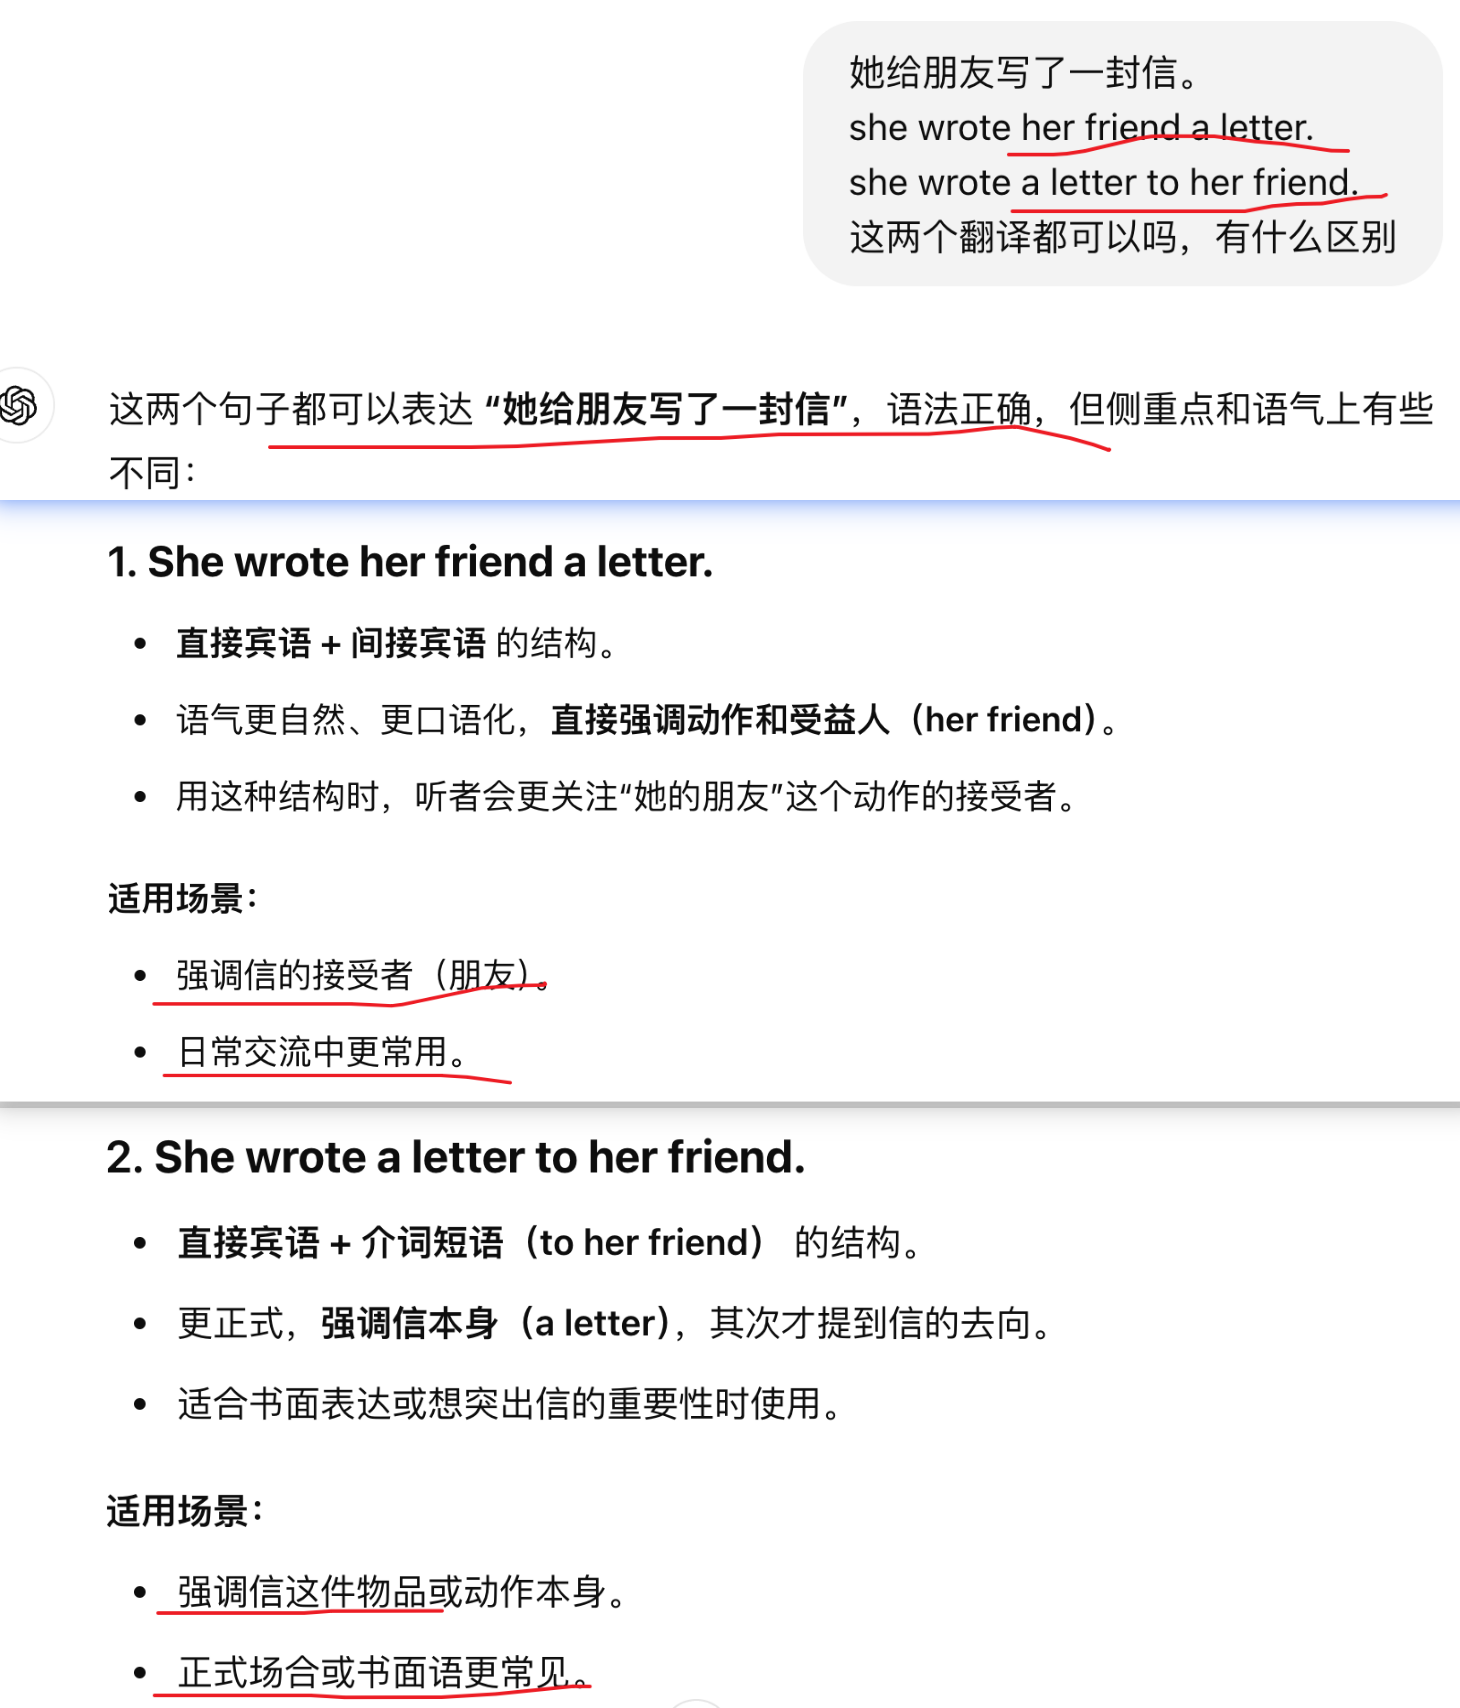 她给朋友写了一封信。
she wrote her friend a letter.
she wrote a letter to her friend.
这两个翻译都可以吗，有什么区别
这两个句子都可以表达 “她给朋友写了一封信”，语法正确，但侧重点和语气上有些
不同：
1. She wrote her friend a letter.
• 直接宾语 + 间接宾语 的结构。
• 语气更自然、更口语化，直接强调动作和受益人（her friend）。
• 用这种结构时，听者会更关注“她的朋友”这个动作的接受者。
适用场景：
• 强调信的接受者（朋友）。
• 日常交流中更常用。
2. She wrote a letter to her friend.
• 直接宾语 + 介词短语（to her friend） 的结构。
• 更正式，强调信本身（a letter），其次才提到信的去向。
• 适合书面表达或想突出信的重要性时使用。
适用场景：
• 强调信这件物品或动作本身。
• 正式场合或书面语更常见。